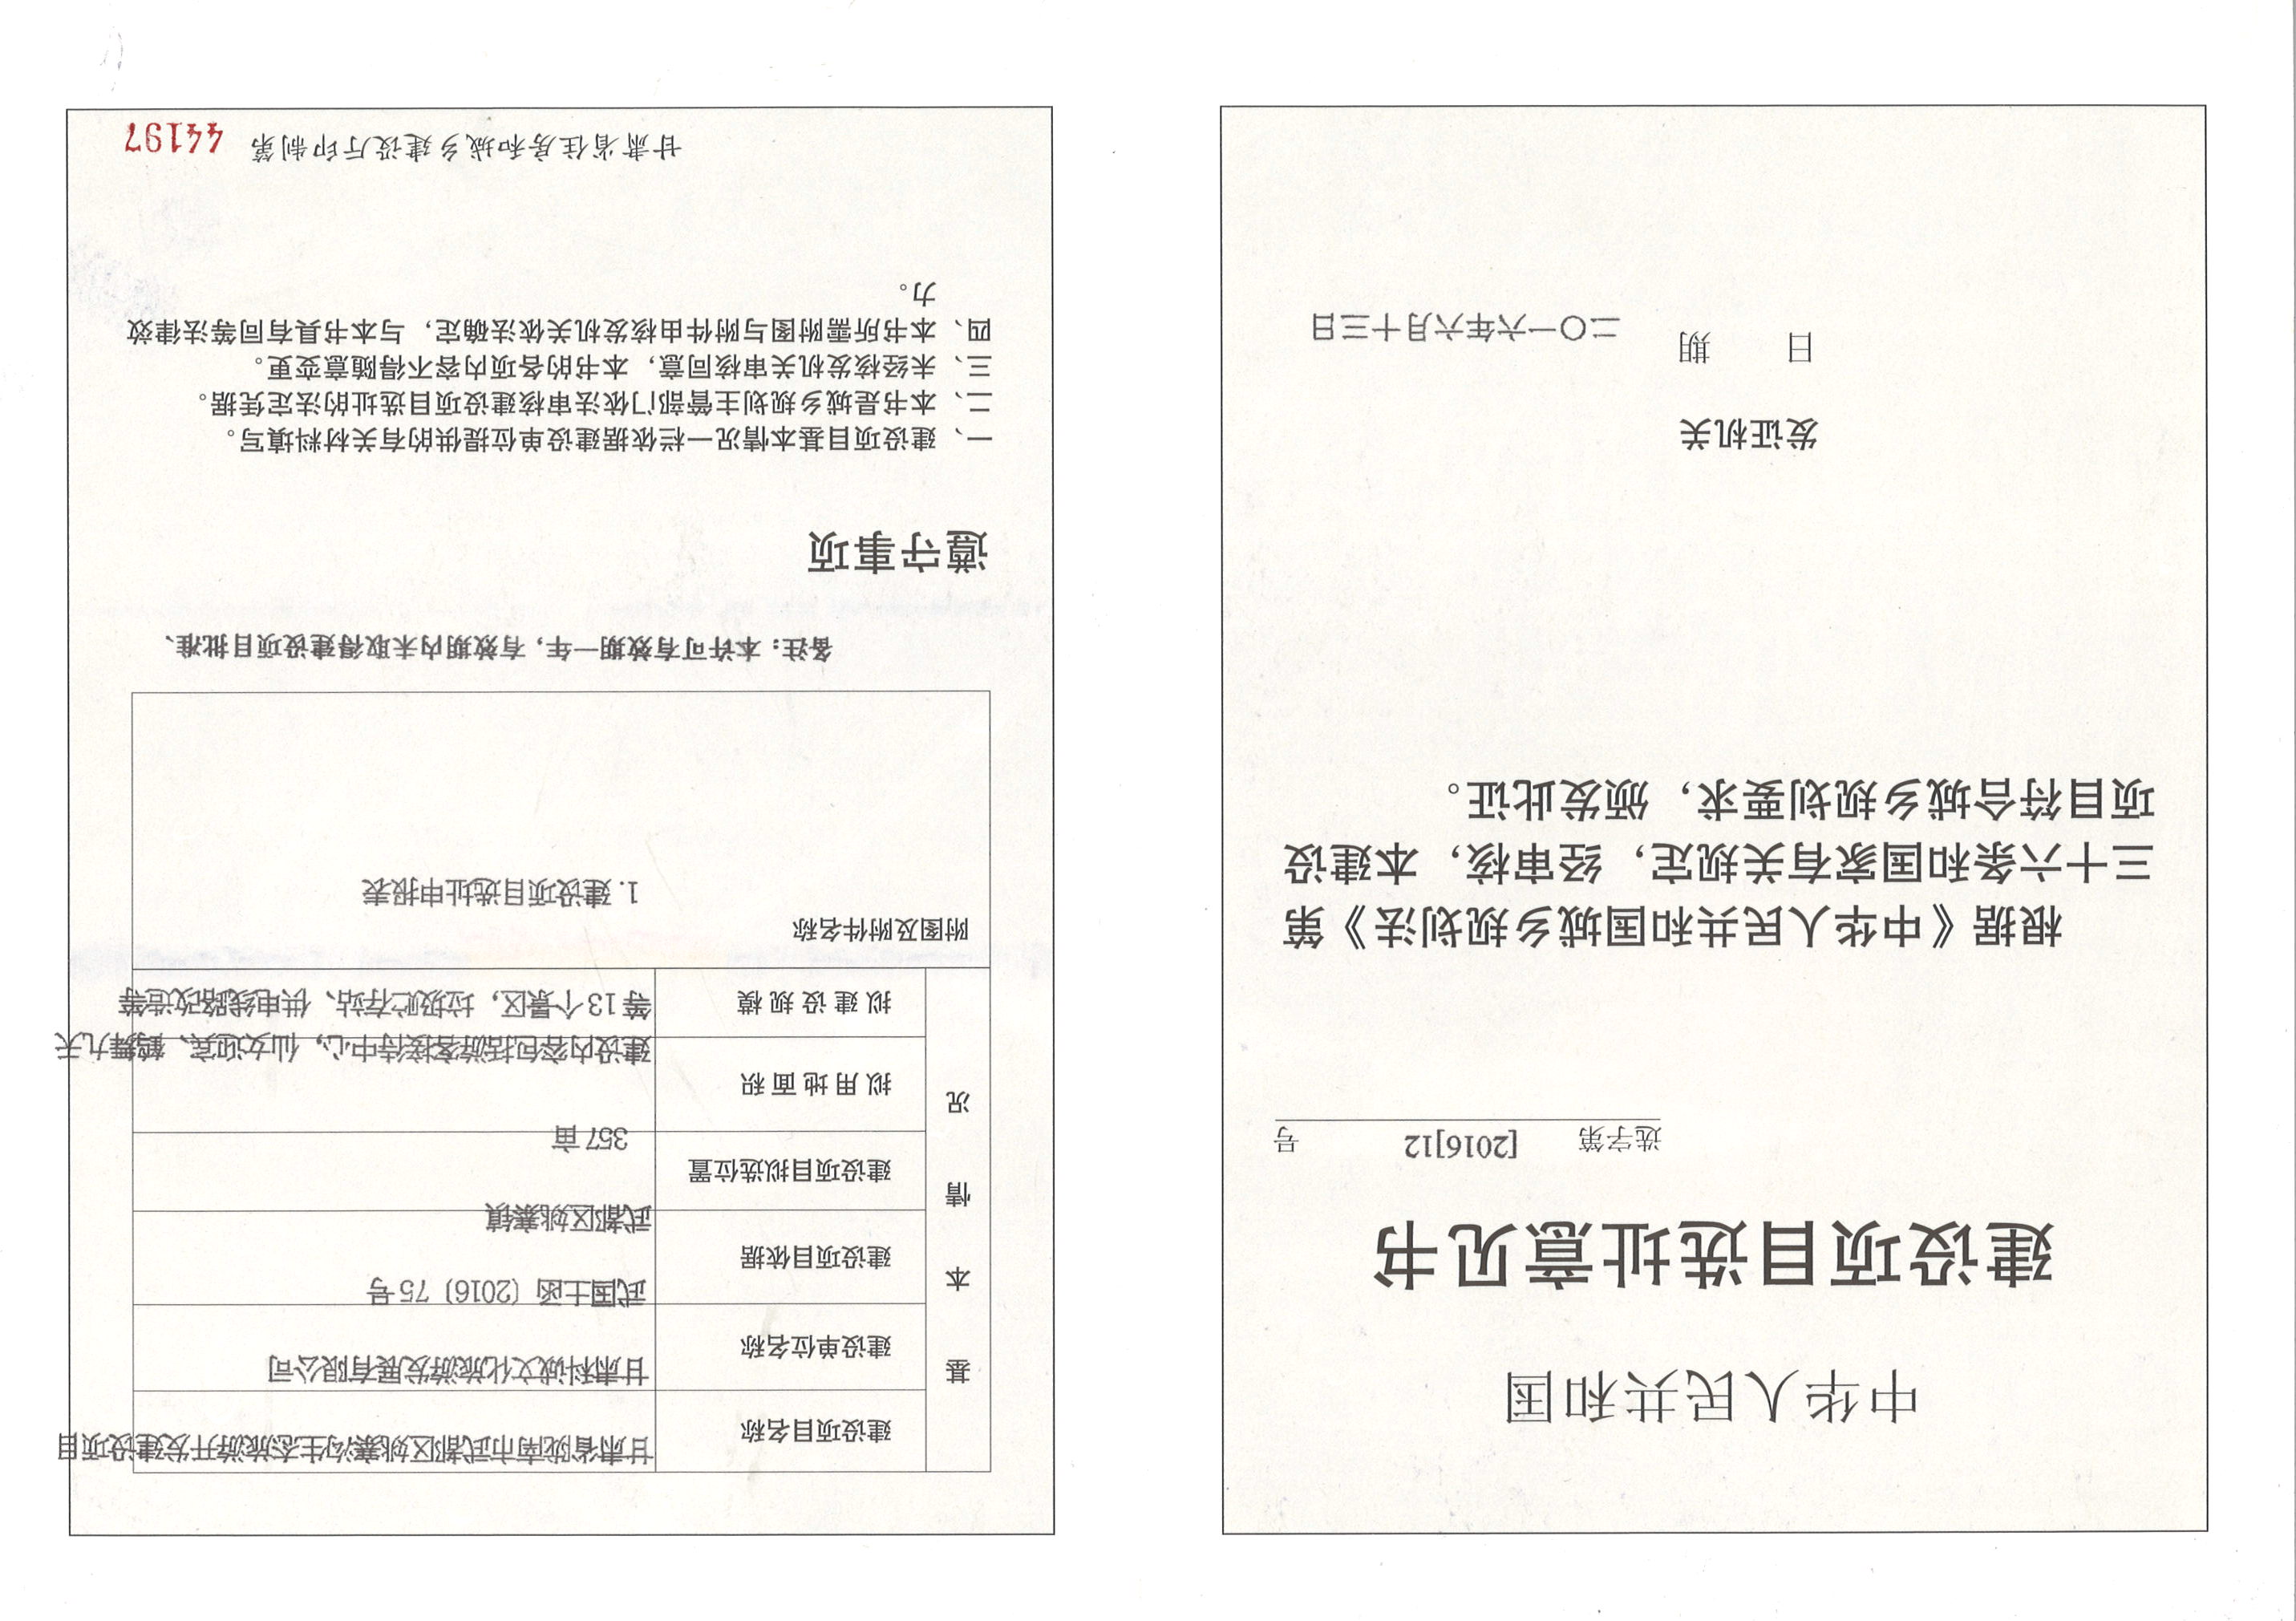 中华人民共和国
建设项目选址意见书
选字第 [2016]12 号
根据《中华人民共和国城乡规划法》第
三十六条和国家有关规定，经审核，本建设
项目符合城乡规划要求，颁发此证。
发证机关
日 期 二〇一六年六月十三日
基本情况
建设项目名称 甘肃省陇南市武都区姚寨沟生态旅游开发建设项目
建设单位名称 甘肃科诚文化旅游发展有限公司
建设项目依据 武国土函〔2016〕75号
建设项目拟选位置 武都区姚寨镇
拟用地面积 357亩
拟建设规模 建设内容包括游客接待中心，仙女迎宾、鹤舞九天
等13个景区，垃圾贮存站、供电线路改造等
附图及附件名称
1.建设项目选址申报表
备注：本许可有效期一年，有效期内未取得建设项目批准、
遵守事项
一、建设项目基本情况一栏依据建设单位提供的有关材料填写。
二、本书是城乡规划主管部门依法审核建设项目选址的法定凭据。
三、未经核发机关审核同意，本书的各项内容不得随意变更。
四、本书所需附图与附件由核发机关依法确定，与本书具有同等法律效
力。
甘肃省住房和城乡建设厅印制第 44197